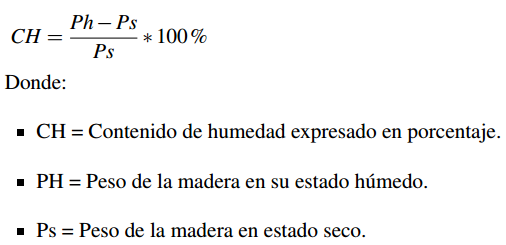 CH = \frac{Ph - Ps}{Ps} * 100 %
Donde:
▪ CH = Contenido de humedad expresado en porcentaje.
▪ PH = Peso de la madera en su estado húmedo.
▪ Ps = Peso de la madera en estado seco.